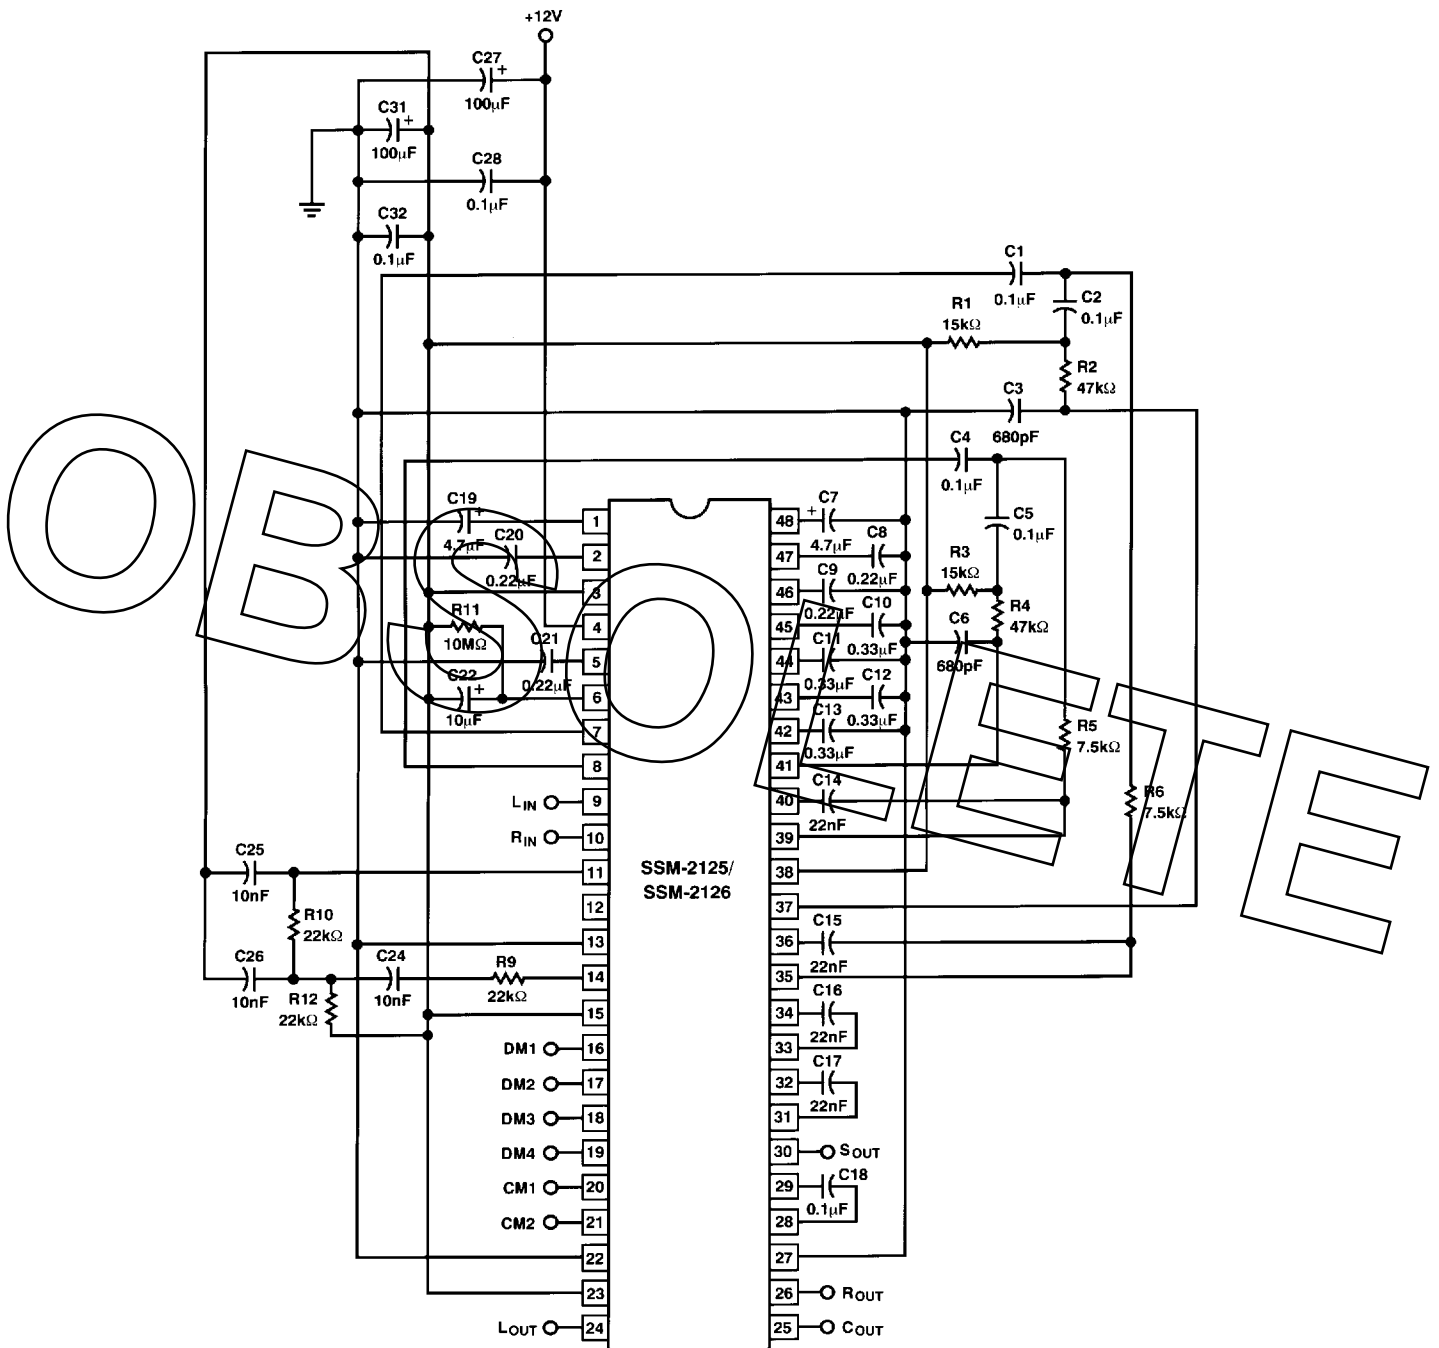 +12V
C27
+
100µF
C31
+
100µF
C28
0.1µF
C32
0.1µF
C1
0.1µF
C2
0.1µF
R1
15kΩ
R2
47kΩ
C3
680pF
C4
0.1µF
C5
0.1µF
R3
15kΩ
R4
47kΩ
C6
680pF
R5
7.5kΩ
R6
7.5kΩ
OBSOLETE
C19
+
4.7µF
C20
0.22µF
R11
10MΩ
C21
0.22µF
C22
+
10µF
1
2
3
4
5
6
7
8
LIN
9
RIN
10
11
12
13
14
15
DM1
16
DM2
17
DM3
18
DM4
19
CM1
20
CM2
21
22
23
LOUT
24
C25
10nF
R10
22kΩ
C26
10nF
R12
22kΩ
C24
10nF
R9
22kΩ
SSM-2125/
SSM-2126
48
+
C7
4.7µF
47
C8
0.22µF
46
C9
0.22µF
45
C10
0.33µF
44
C11
0.33µF
43
C12
0.33µF
42
C13
0.33µF
41
40
C14
22nF
39
38
37
36
C15
22nF
35
34
C16
22nF
33
32
C17
22nF
31
30
SOUT
29
C18
0.1µF
28
27
26
ROUT
25
COUT